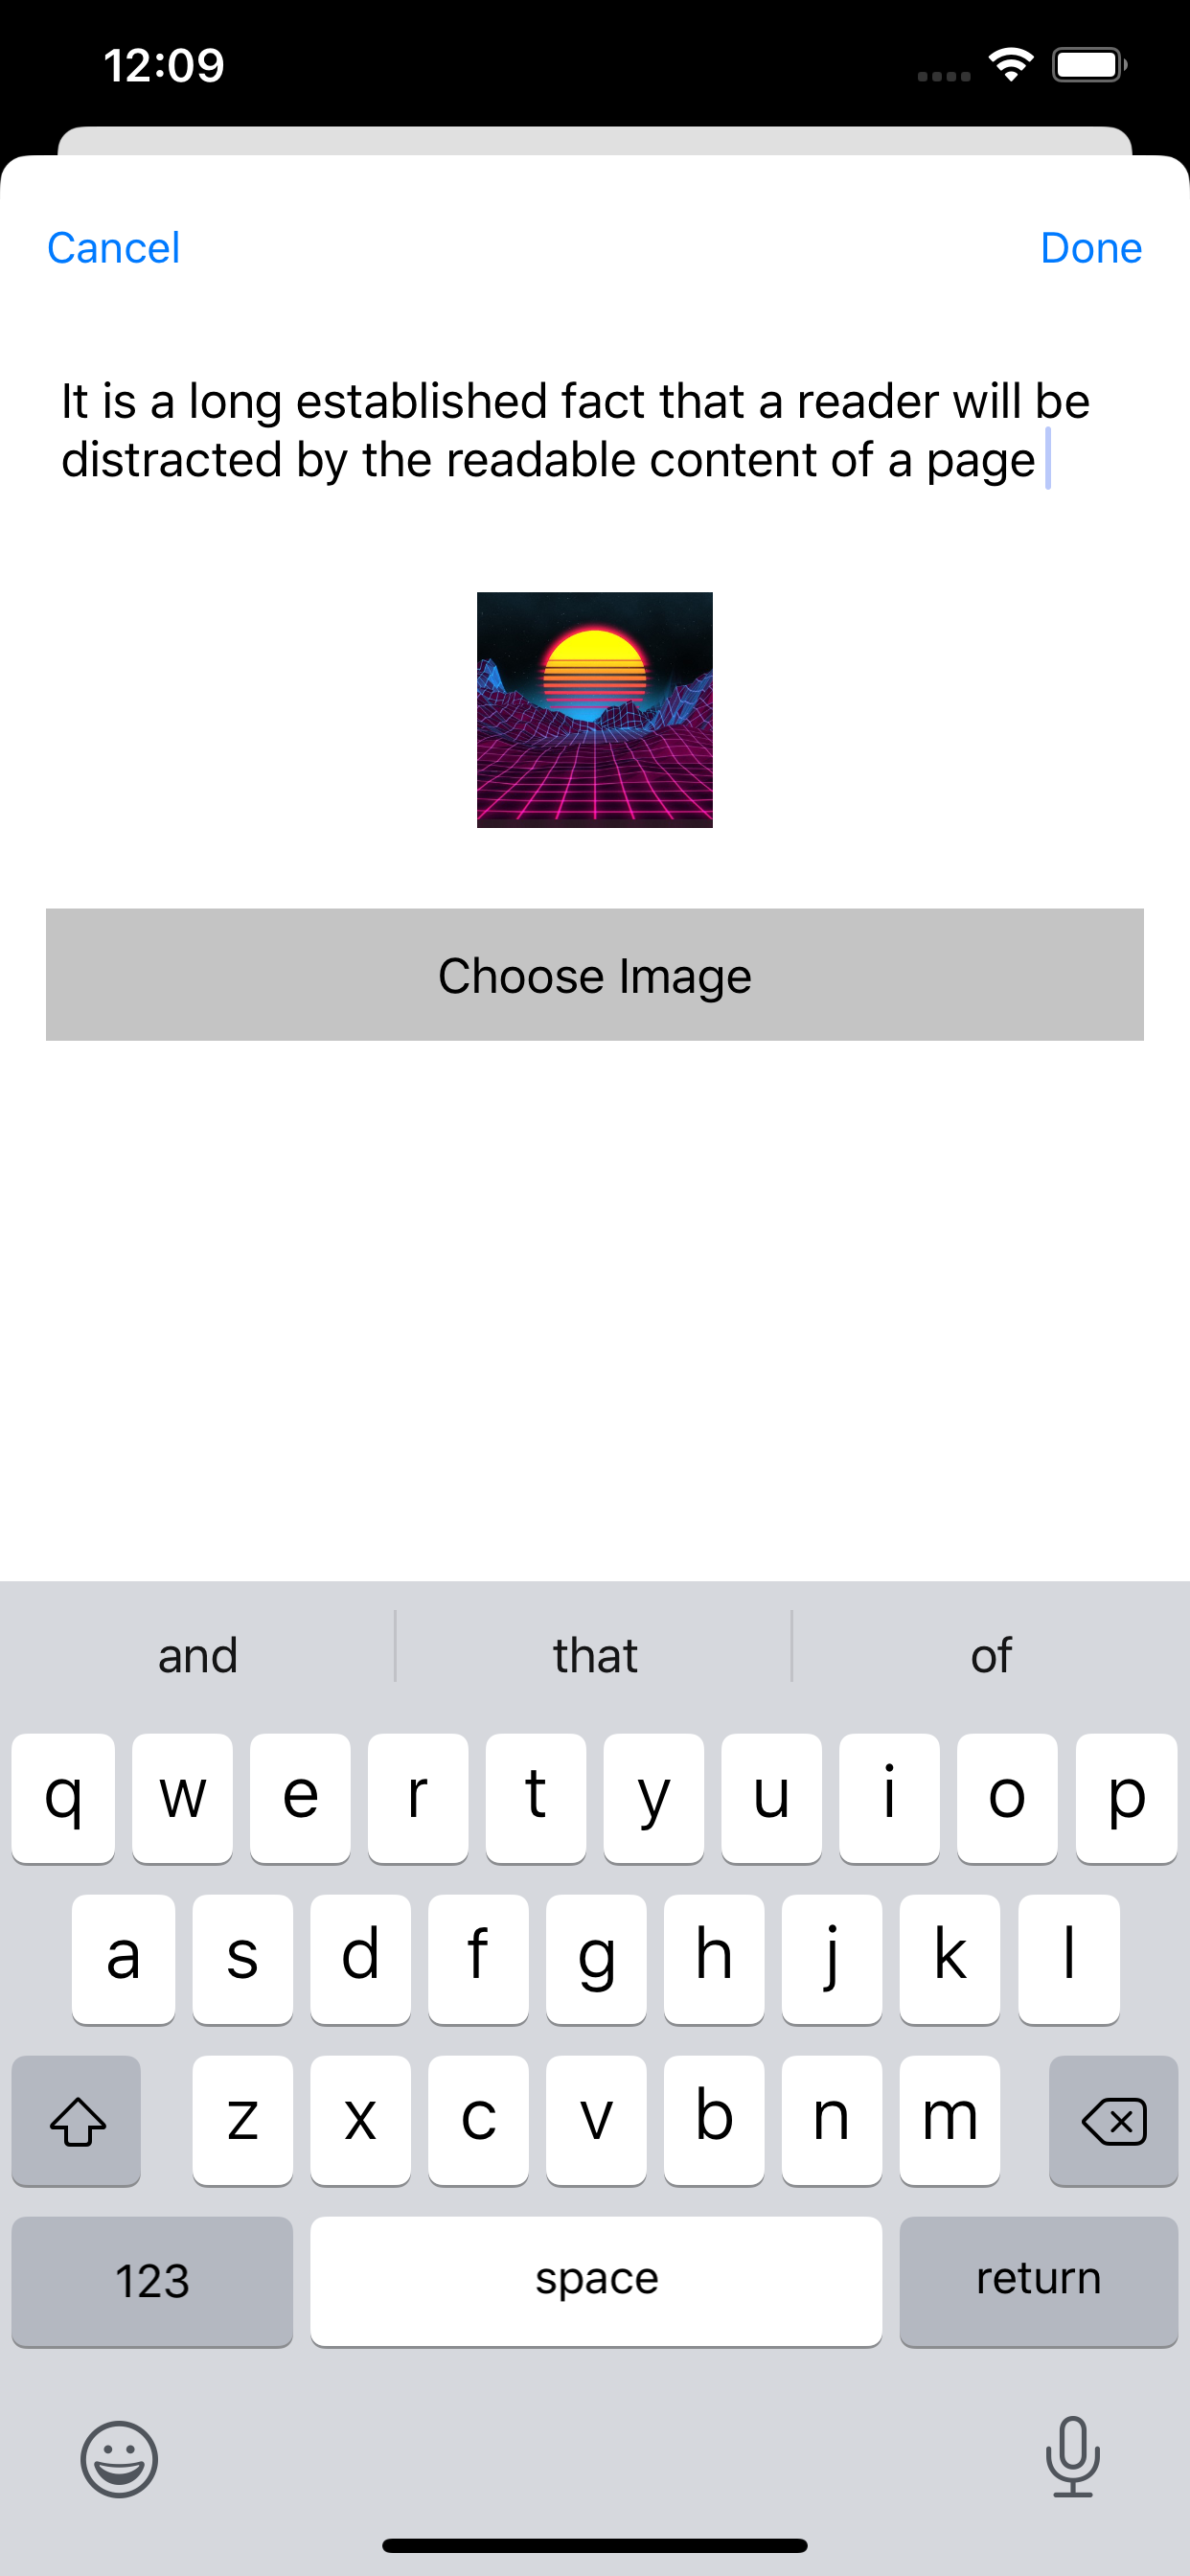 12:09
Cancel
Done
It is a long established fact that a reader will be
distracted by the readable content of a page
Choose Image
and that of
q w e r t y u i o p
a s d f g h j k l
z x c v b n m
123 space return